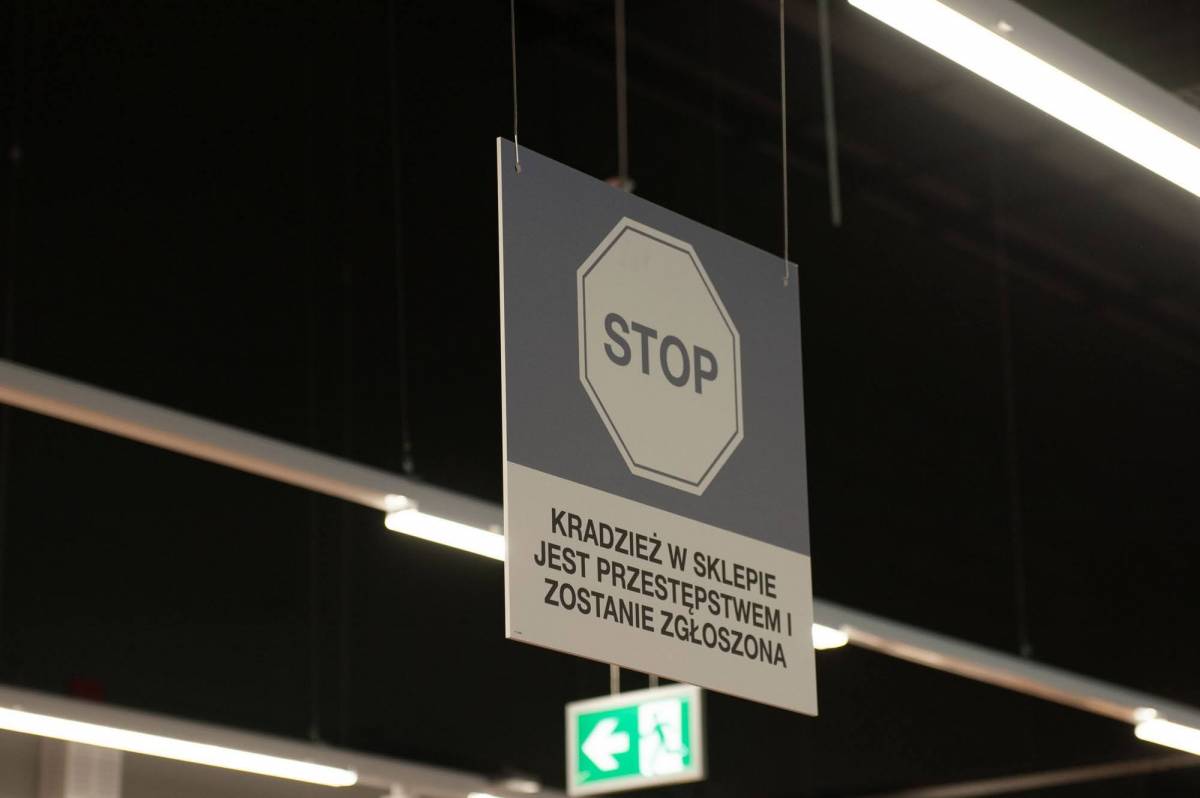 STOP
KRADZIEŻ W SKLEPIE
JEST PRZESTĘPSTWEM I
ZOSTANIE ZGŁOSZONA